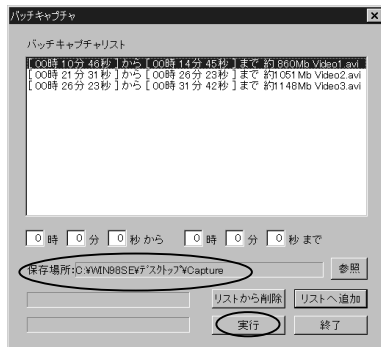 バッチキャプチャ
バッチキャプチャリスト
[ 00時 10分 46秒 ]から [ 00時 14分 45秒 ]まで 約 860Mb Video1.avi
[ 00時 21分 31秒 ]から [ 00時 26分 23秒 ]まで 約1051Mb Video2.avi
[ 00時 26分 23秒 ]から [ 00時 31分 42秒 ]まで 約1148Mb Video3.avi
0 時 0 分 0 秒から 0 時 0 分 0 秒まで
保存場所:C:¥WIN98SE¥ﾃﾞｽｸﾄｯﾌﾟ¥Capture 参照
リストから削除 リストへ追加
実行 終了